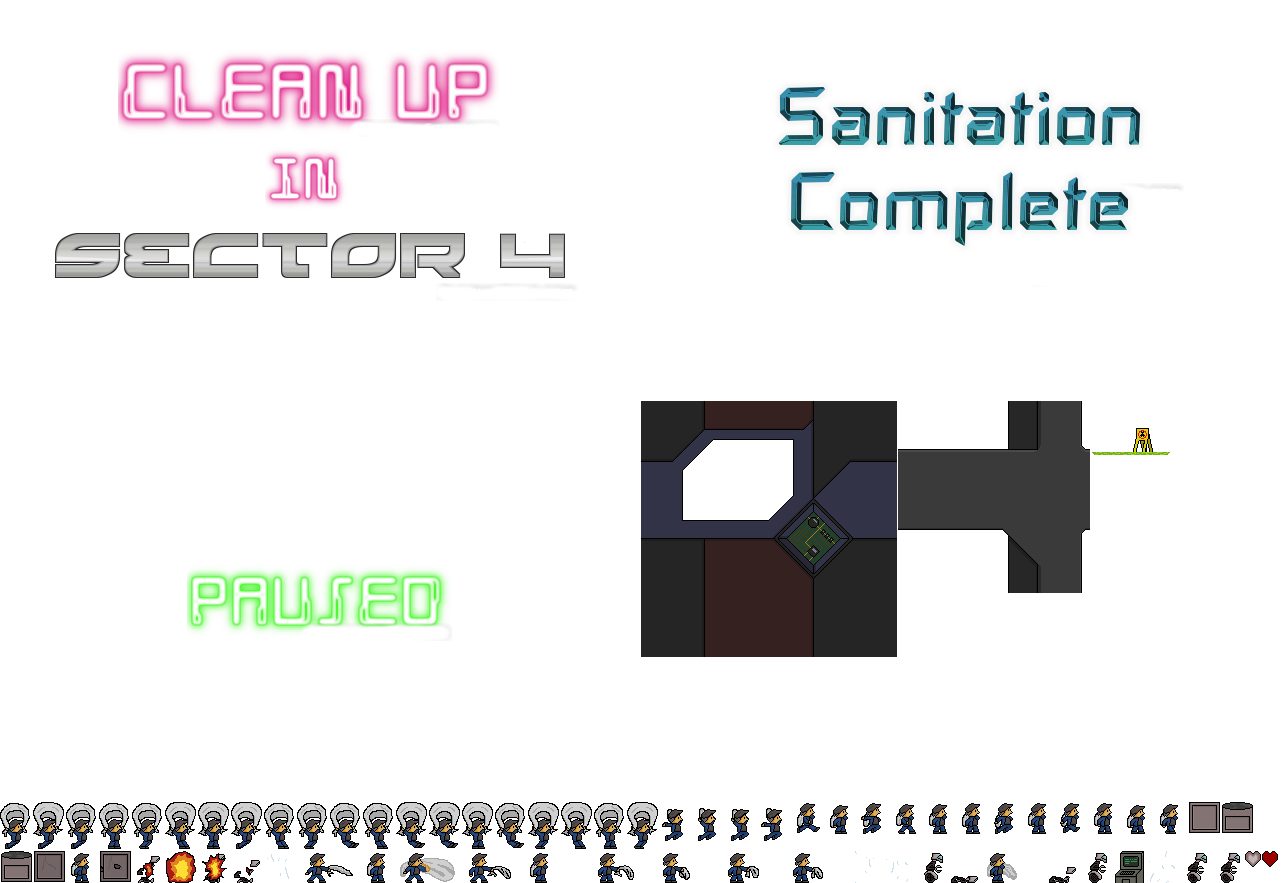 CLEAN UP
IN
SECTOR 4
Sanitation
Complete
PAUSED